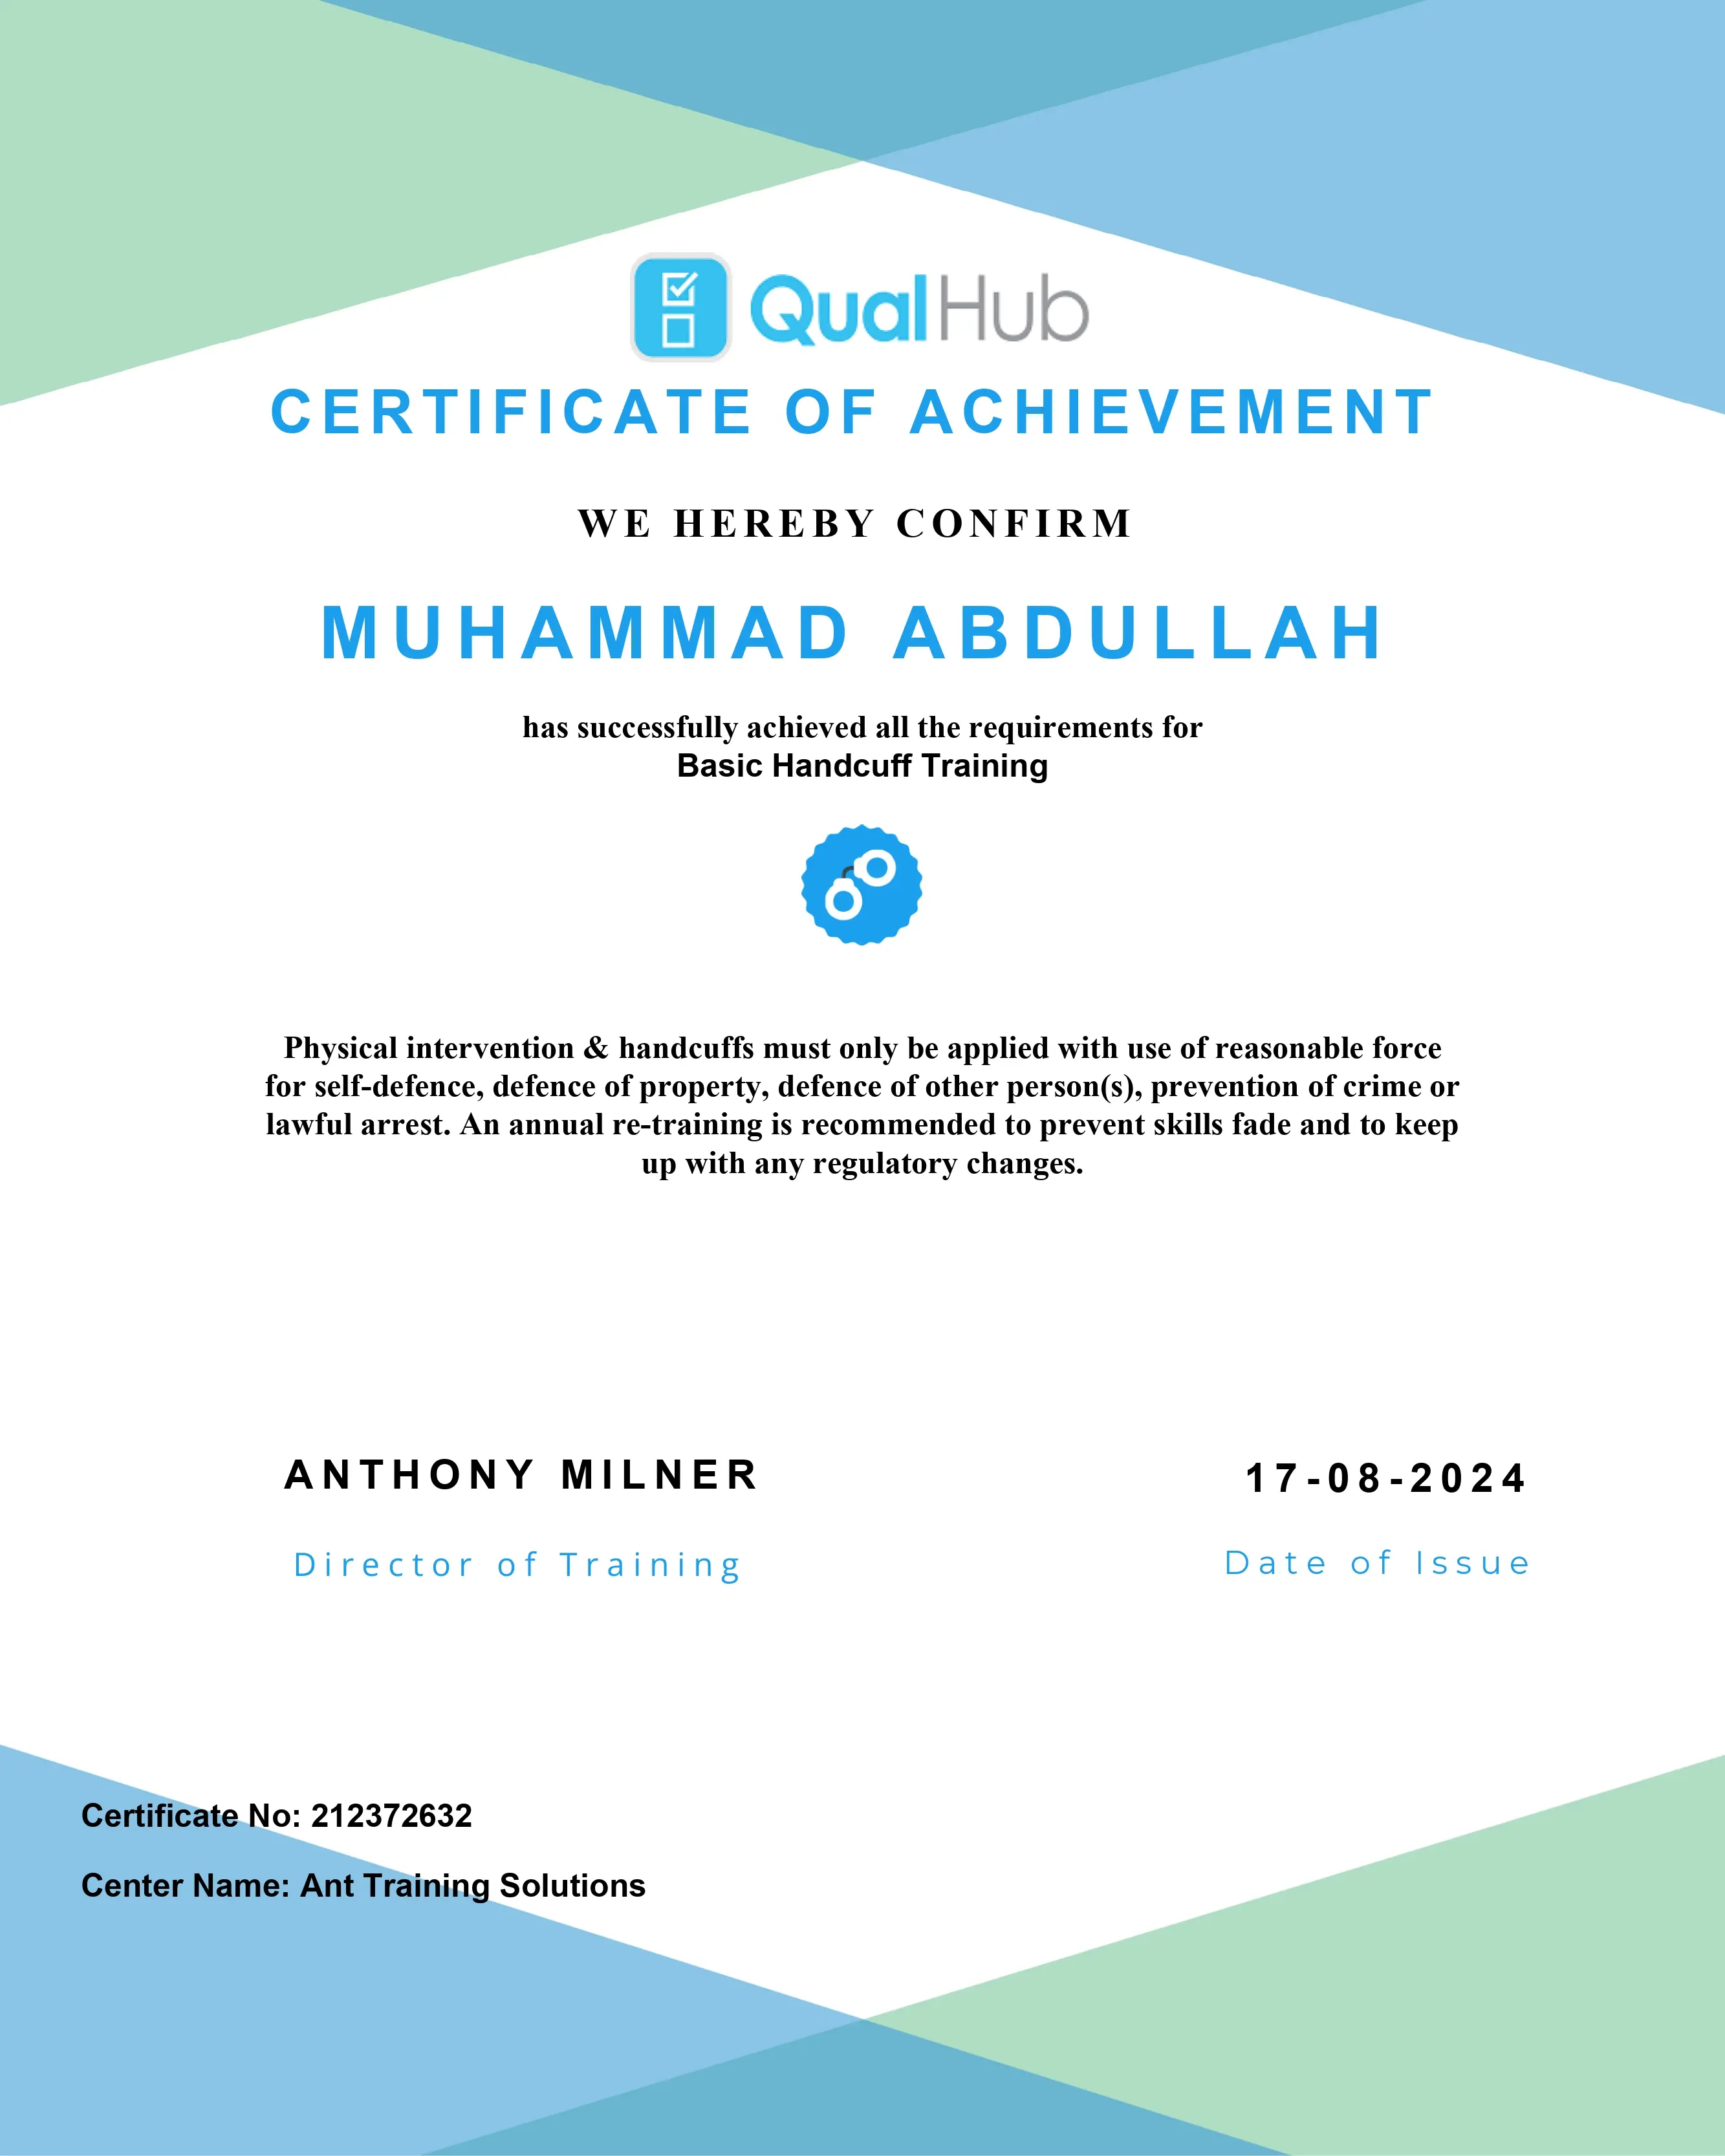 QualHub
CERTIFICATE OF ACHIEVEMENT
WE HEREBY CONFIRM
MUHAMMAD ABDULLAH
has successfully achieved all the requirements for
Basic Handcuff Training
Physical intervention & handcuffs must only be applied with use of reasonable force
for self-defence, defence of property, defence of other person(s), prevention of crime or
lawful arrest. An annual re-training is recommended to prevent skills fade and to keep
up with any regulatory changes.
ANTHONY MILNER
Director of Training
17-08-2024
Date of Issue
Certificate No: 212372632
Center Name: Ant Training Solutions